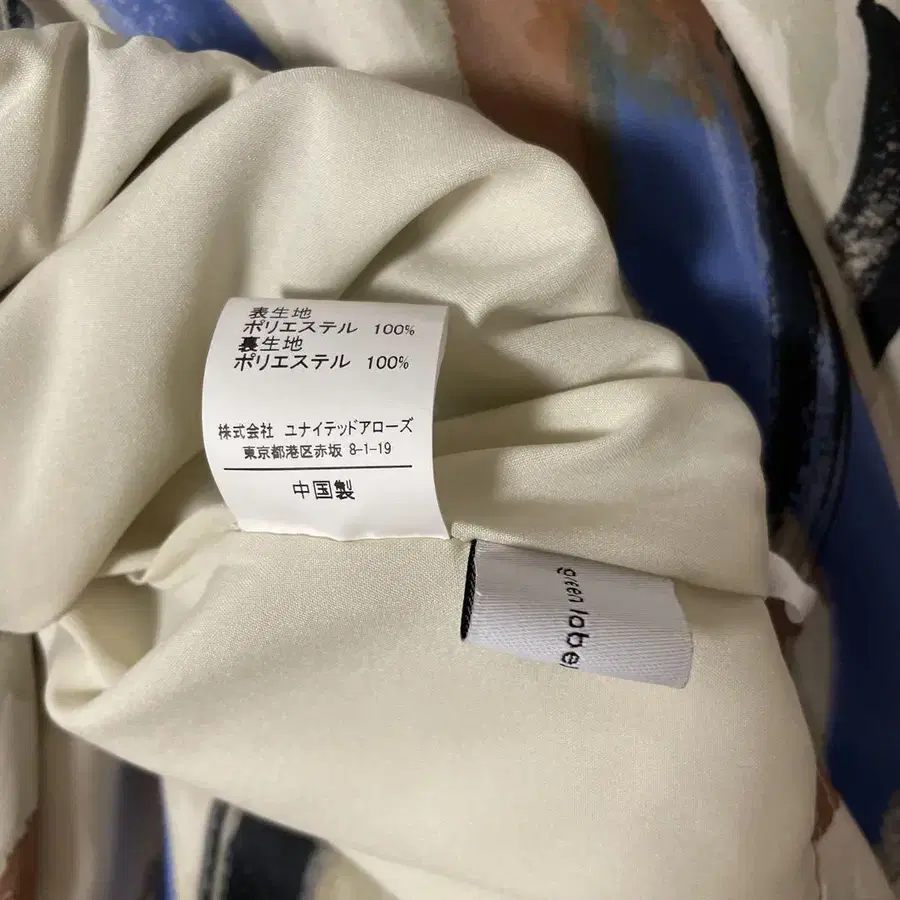 表生地
ポリエステル 100%
裏生地
ポリエステル 100%
株式会社 ユナイテッドアローズ
東京都港区赤坂 8-1-19
中国製
green label